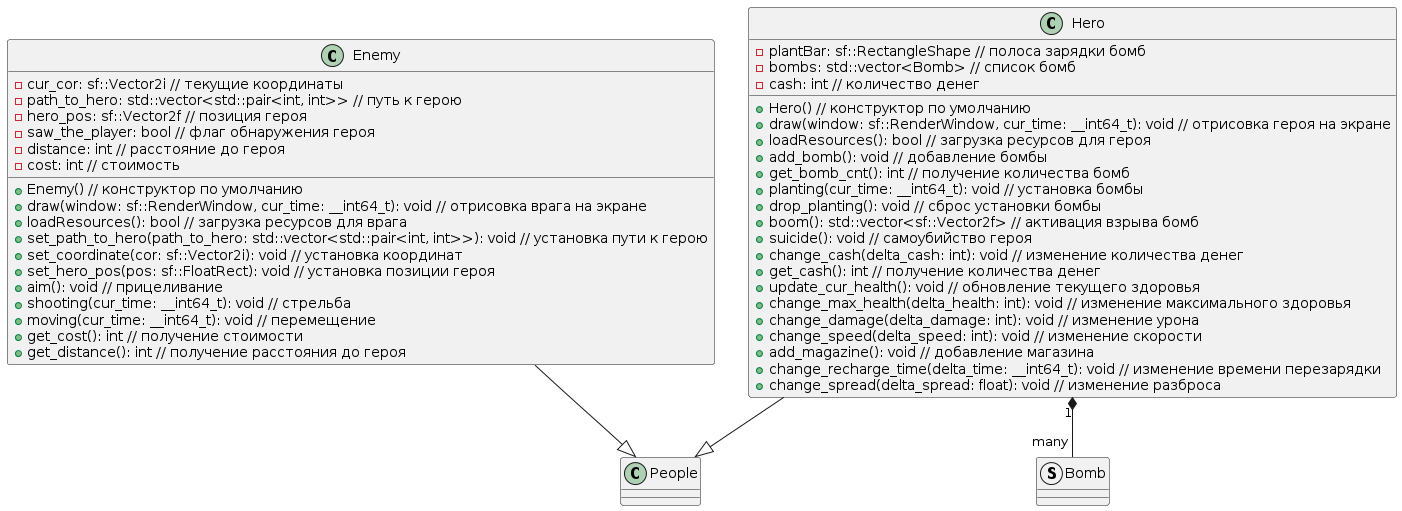 C Enemy
cur_cor: sf::Vector2i // текущие координаты
path_to_hero: std::vector<std::pair<int, int>> // путь к герою
hero_pos: sf::Vector2f // позиция героя
saw_the_player: bool // флаг обнаружения героя
distance: int // расстояние до героя
cost: int // стоимость
Enemy() // конструктор по умолчанию
draw(window: sf::RenderWindow, cur_time: __int64_t): void // отрисовка врага на экране
loadResources(): bool // загрузка ресурсов для врага
set_path_to_hero(path_to_hero: std::vector<std::pair<int, int>>): void // установка пути к герою
set_coordinate(cor: sf::Vector2i): void // установка координат
set_hero_pos(pos: sf::FloatRect): void // установка позиции героя
aim(): void // прицеливание
shooting(cur_time: __int64_t): void // стрельба
moving(cur_time: __int64_t): void // перемещение
get_cost(): int // получение стоимости
get_distance(): int // получение расстояния до героя
C Hero
plantBar: sf::RectangleShape // полоса зарядки бомб
bombs: std::vector<Bomb> // список бомб
cash: int // количество денег
Hero() // конструктор по умолчанию
draw(window: sf::RenderWindow, cur_time: __int64_t): void // отрисовка героя на экране
loadResources(): bool // загрузка ресурсов для героя
add_bomb(): void // добавление бомбы
get_bomb_cnt(): int // получение количества бомб
planting(cur_time: __int64_t): void // установка бомбы
drop_planting(): void // сброс установки бомбы
boom(): std::vector<sf::Vector2f> // активация взрыва бомб
suicide(): void // самоубийство героя
change_cash(delta_cash: int): void // изменение количества денег
get_cash(): int // получение количества денег
update_cur_health(): void // обновление текущего здоровья
change_max_health(delta_health: int): void // изменение максимального здоровья
change_damage(delta_damage: int): void // изменение урона
change_speed(delta_speed: int): void // изменение скорости
add_magazine(): void // добавление магазина
change_recharge_time(delta_time: __int64_t): void // изменение времени перезарядки
change_spread(delta_spread: float): void // изменение разброса
1
many
C People
S Bomb